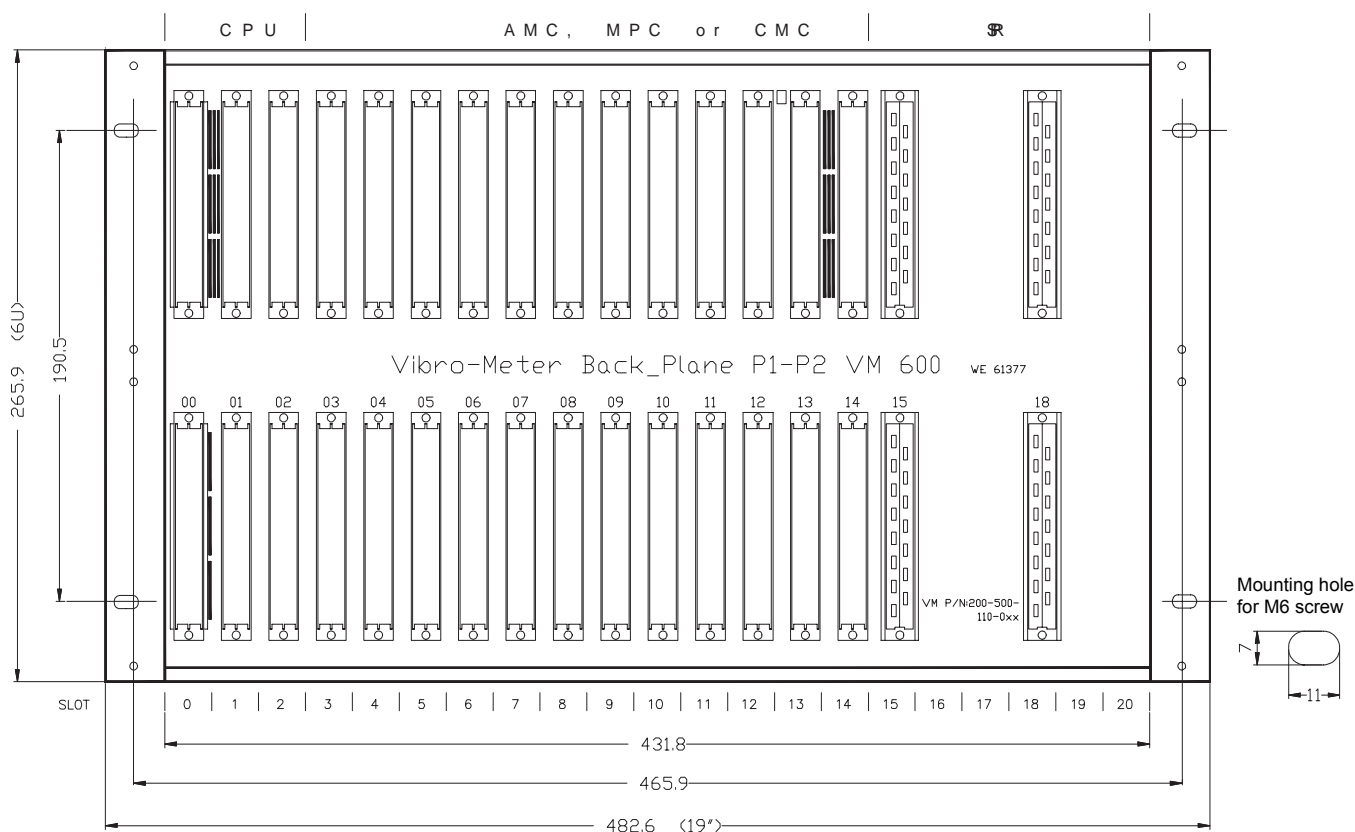 CPU AMC, MPC or CMC
265.9 (6U)
190.5
Vibro-Meter Back_Plane P1-P2 VM 600 WE 61377
00 01 02 03 04 05 06 07 08 09 10 11 12 13 14 15 18
VM P/N:200-500-
110-0xx
Mounting hole
for M6 screw
7
11
SLOT 0 1 2 3 4 5 6 7 8 9 10 11 12 13 14 15 16 17 18 19 20
431.8
465.9
482.6 (19")